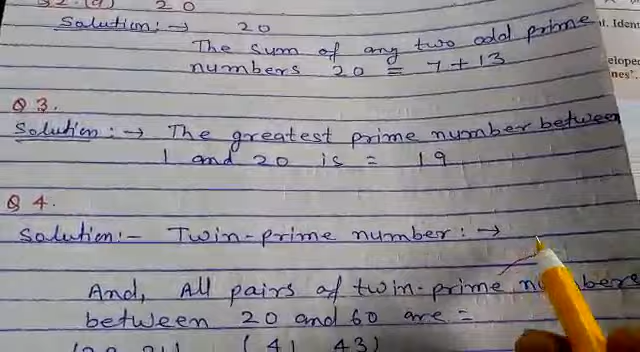 Q 2. (a) 20
Solution :→ 20
The sum of any two odd prime
numbers 20 = 7 + 13
Q 3.
Solution :→ The greatest prime number between
1 and 20 is = 19
Q 4.
Solution :- Twin-prime number : →
And, All pairs of twin-prime numbers
between 20 and 60 are =
(41 43)